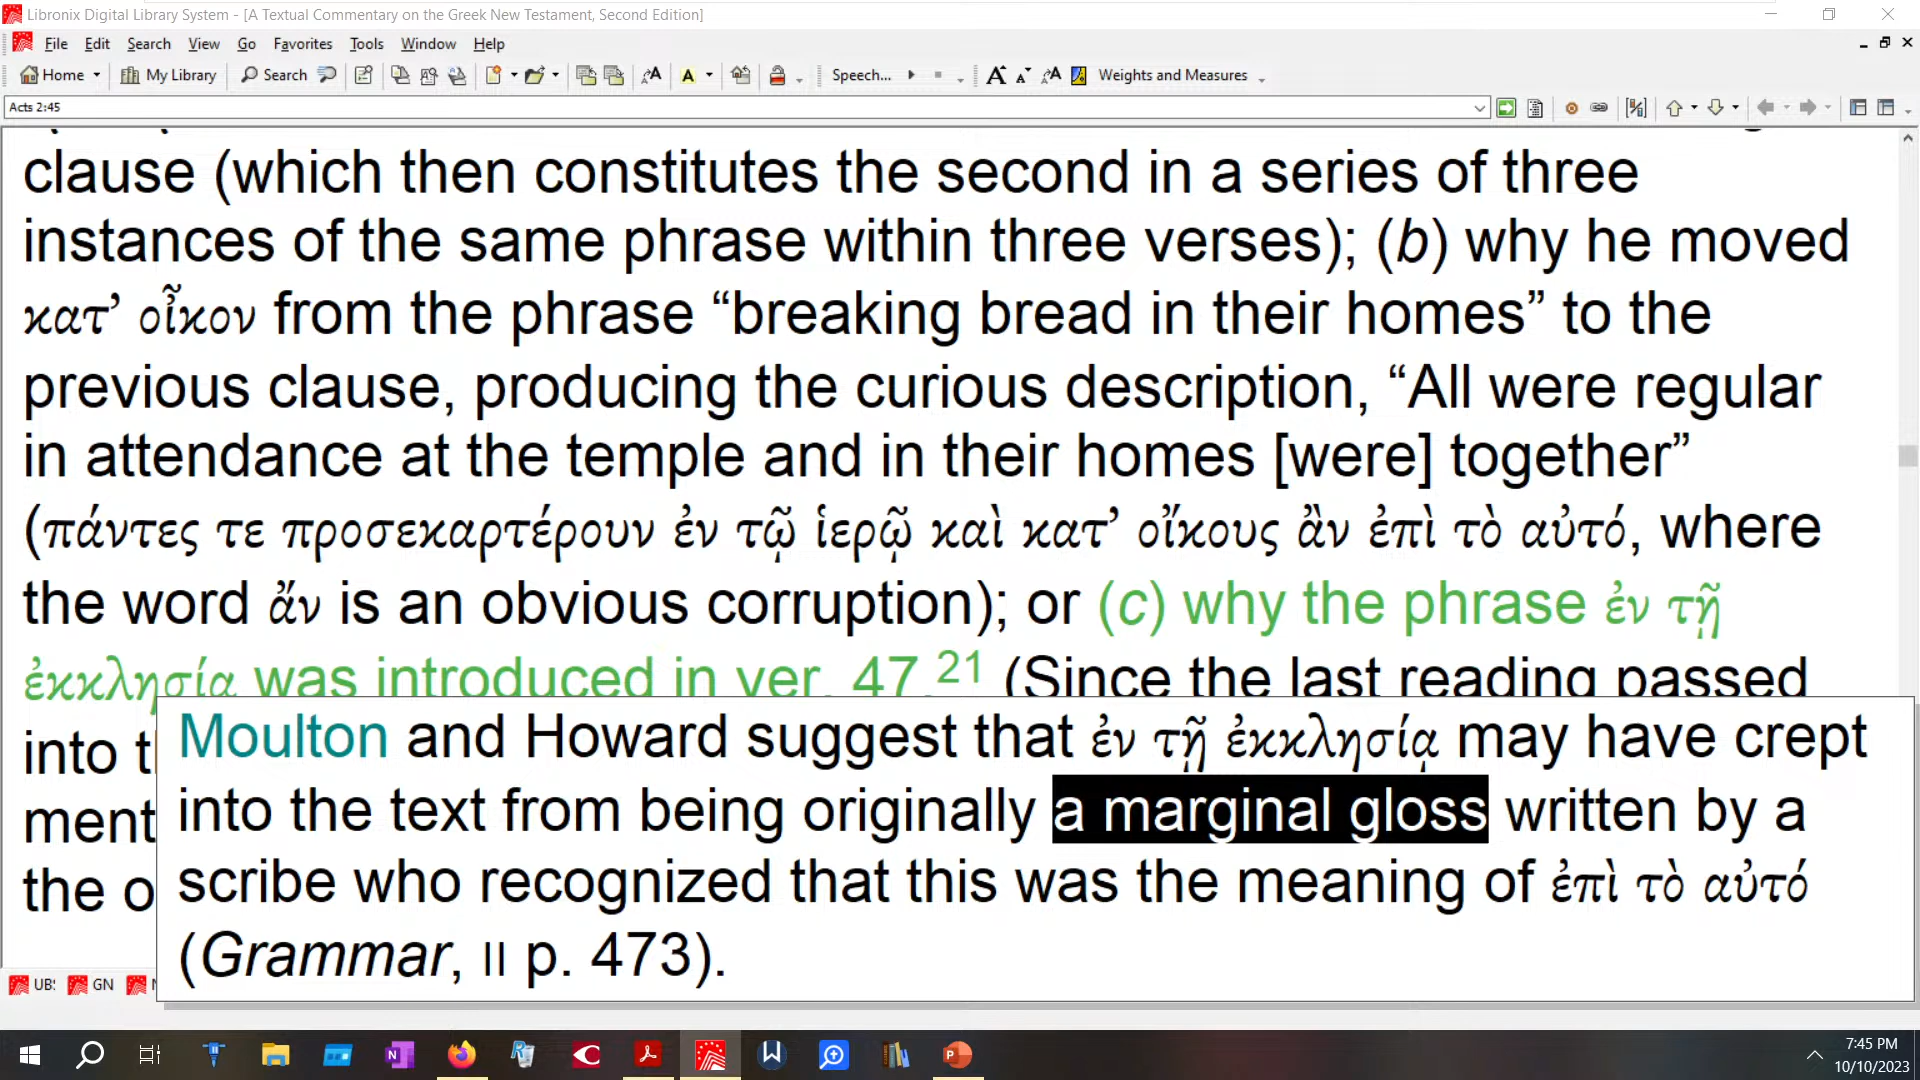 Libronix Digital Library System - [A Textual Commentary on the Greek New Testament, Second Edition]
File Edit Search View Go Favorites Tools Window Help
Home My Library Search Speech... Weights and Measures
Acts 2:45
clause (which then constitutes the second in a series of three
instances of the same phrase within three verses); (b) why he moved
κατ’ οἶκον from the phrase “breaking bread in their homes” to the
previous clause, producing the curious description, “All were regular
in attendance at the temple and in their homes [were] together”
(πάντες τε προσεκαρτέρουν ἐν τῷ ἱερῷ καὶ κατ’ οἴκους ἂν ἐπὶ τὸ αὐτό, where
the word ἄν is an obvious corruption); or (c) why the phrase ἐν τῇ
ἐκκλησίᾳ was introduced in ver. 47.21 (Since the last reading passed
into t
ment
the o
Moulton and Howard suggest that ἐν τῇ ἐκκλησίᾳ may have crept
into the text from being originally a marginal gloss written by a
scribe who recognized that this was the meaning of ἐπὶ τὸ αὐτό
(Grammar, II p. 473).
UB: GN
7:45 PM
10/10/2023